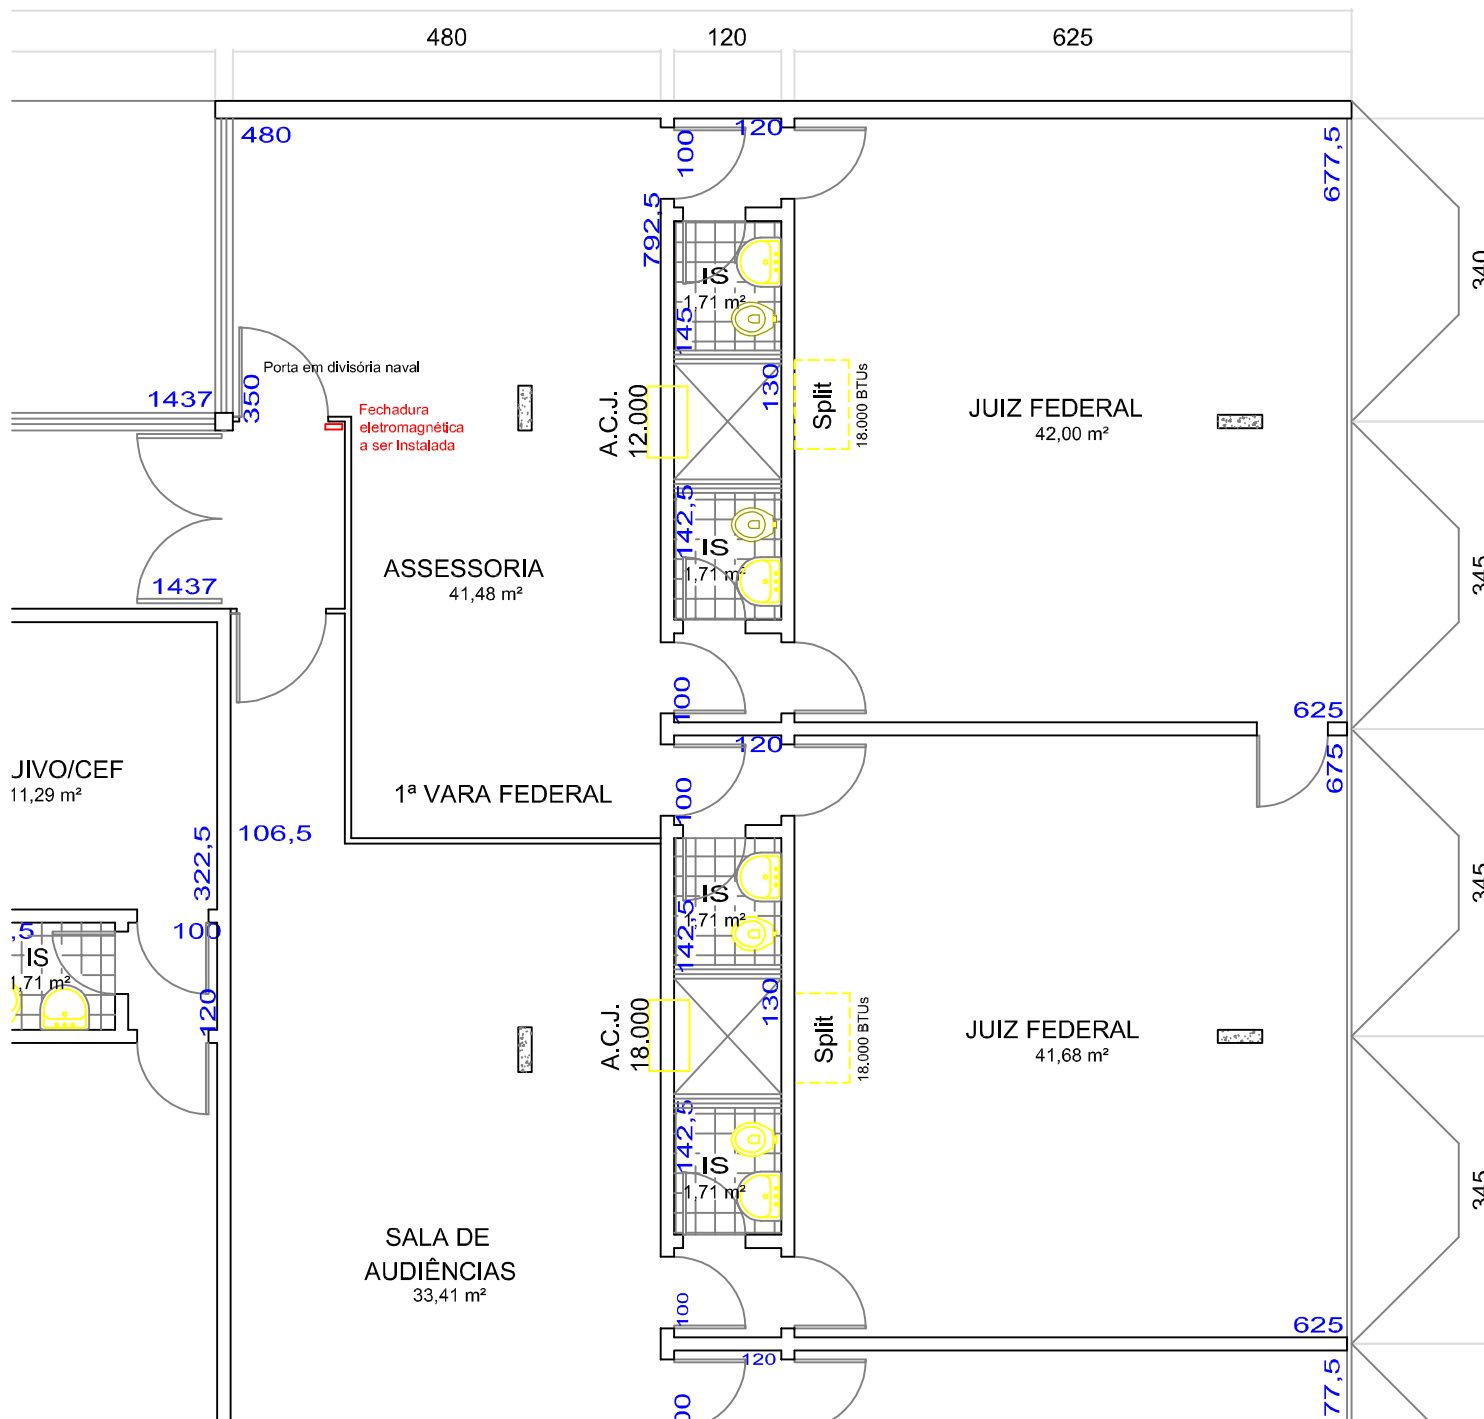 480
120
625
480
100
120
677,5
792,5
340
IS
1,71 m²
145
Porta em divisória naval
1437
350
Fechadura
eletromagnética
a ser Instalada
A.C.J.
12.000
130
Split
18.000 BTUs
JUIZ FEDERAL
42,00 m²
142,5
IS
1,71 m²
ASSESSORIA
41,48 m²
1437
345
100
625
120
675
JIVO/CEF
11,29 m²
1ª VARA FEDERAL
100
322,5
106,5
345
IS
1,71 m²
142,5
,5
100
IS
1,71 m²
120
A.C.J.
18.000
130
Split
18.000 BTUs
JUIZ FEDERAL
41,68 m²
142,5
IS
1,71 m²
345
SALA DE
AUDIÊNCIAS
33,41 m²
100
625
120
77,5
00